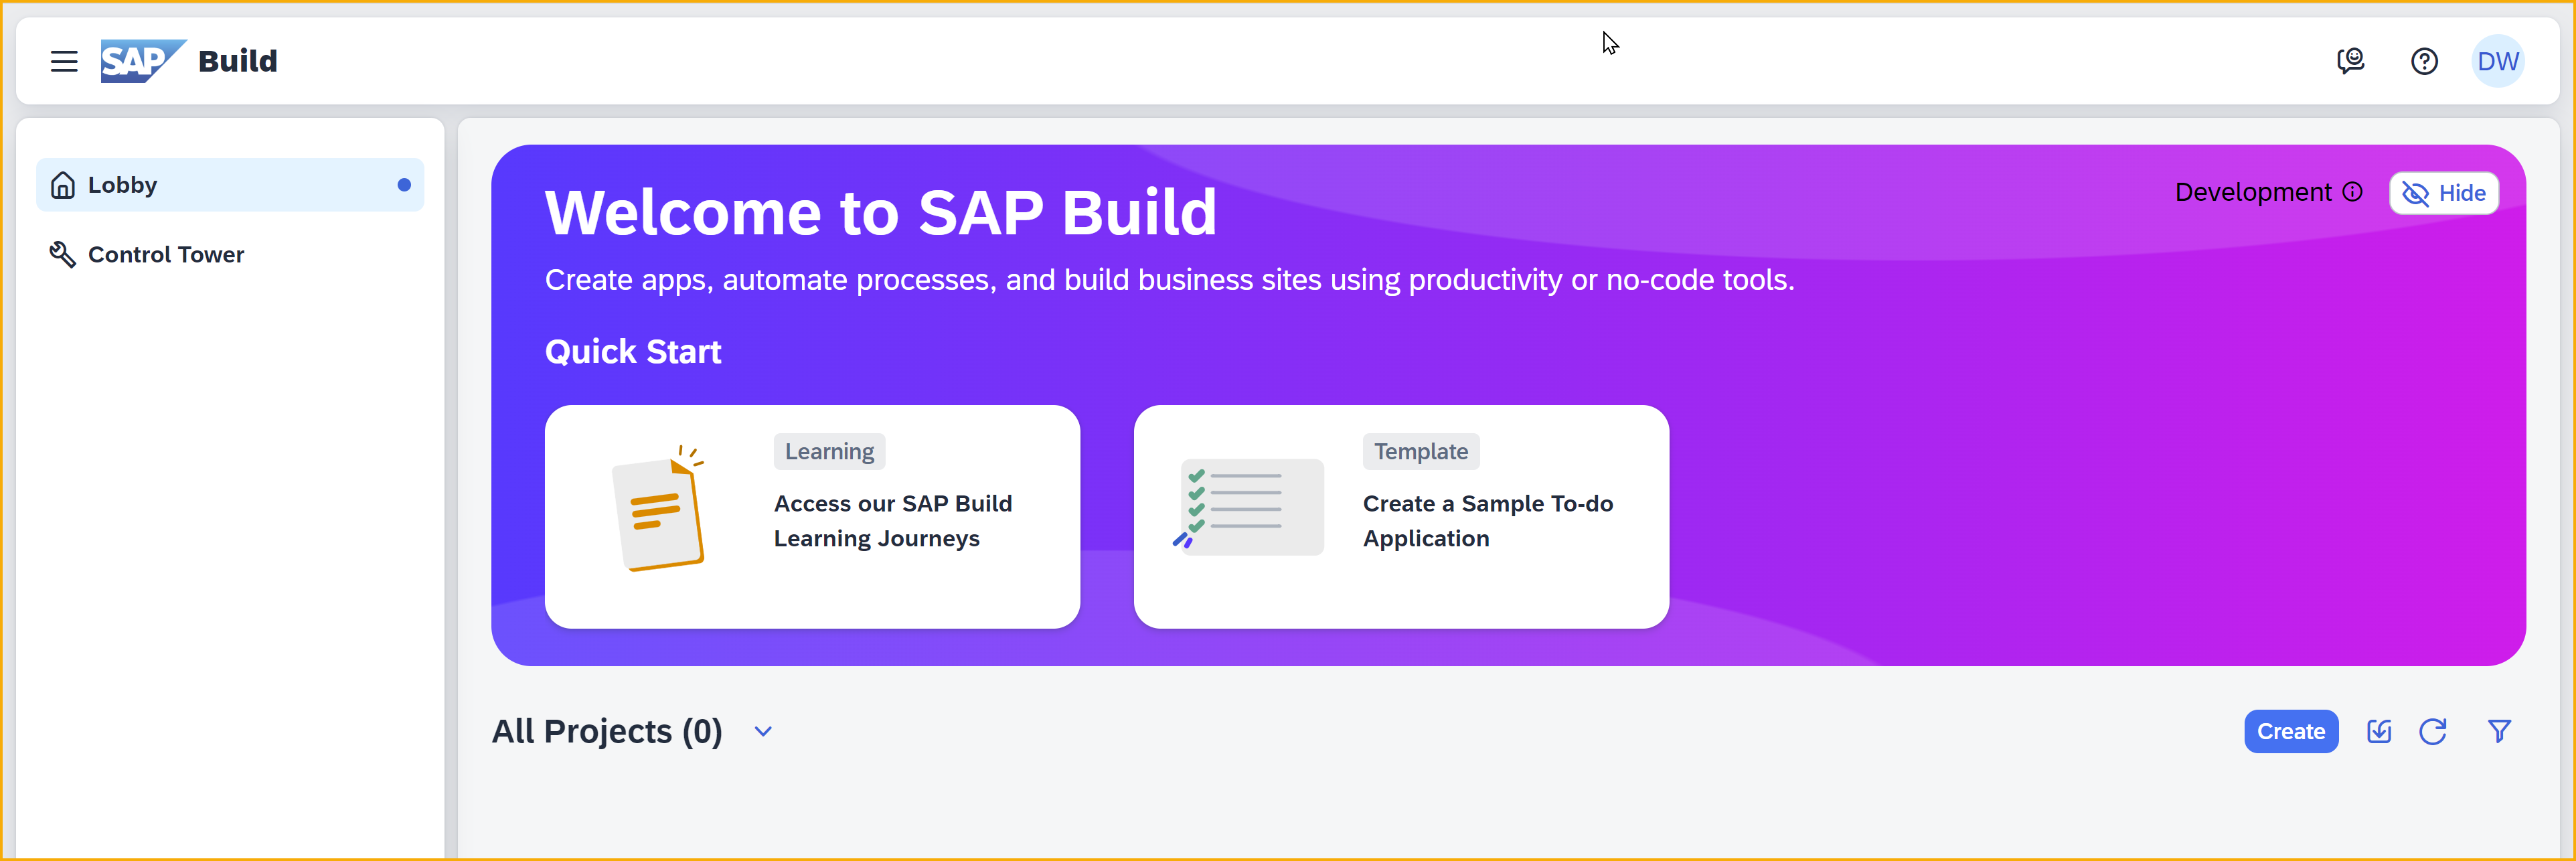 SAP Build
DW
Lobby
Control Tower
Welcome to SAP Build
Development
Hide
Create apps, automate processes, and build business sites using productivity or no-code tools.
Quick Start
Learning
Access our SAP Build
Learning Journeys
Template
Create a Sample To-do
Application
All Projects (0)
Create